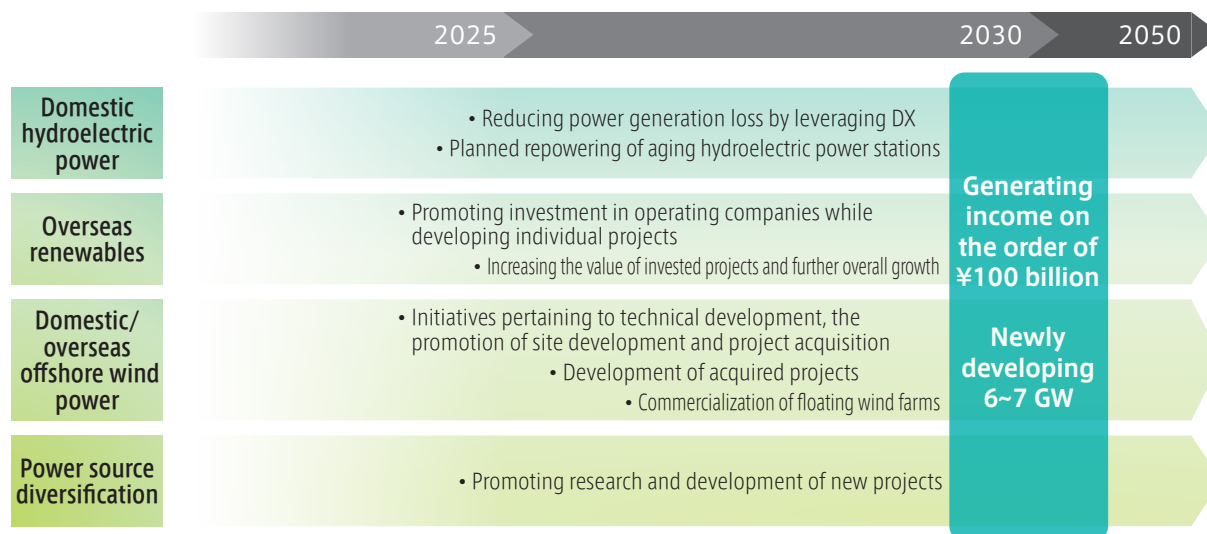 2025
2030
2050
Domestic
hydroelectric
power
• Reducing power generation loss by leveraging DX
• Planned repowering of aging hydroelectric power stations
Overseas
renewables
• Promoting investment in operating companies while
developing individual projects
• Increasing the value of invested projects and further overall growth
Domestic/
overseas
offshore wind
power
• Initiatives pertaining to technical development, the
promotion of site development and project acquisition
• Development of acquired projects
• Commercialization of floating wind farms
Power source
diversification
• Promoting research and development of new projects
Generating
income on
the order of
¥100 billion
Newly
developing
6~7 GW